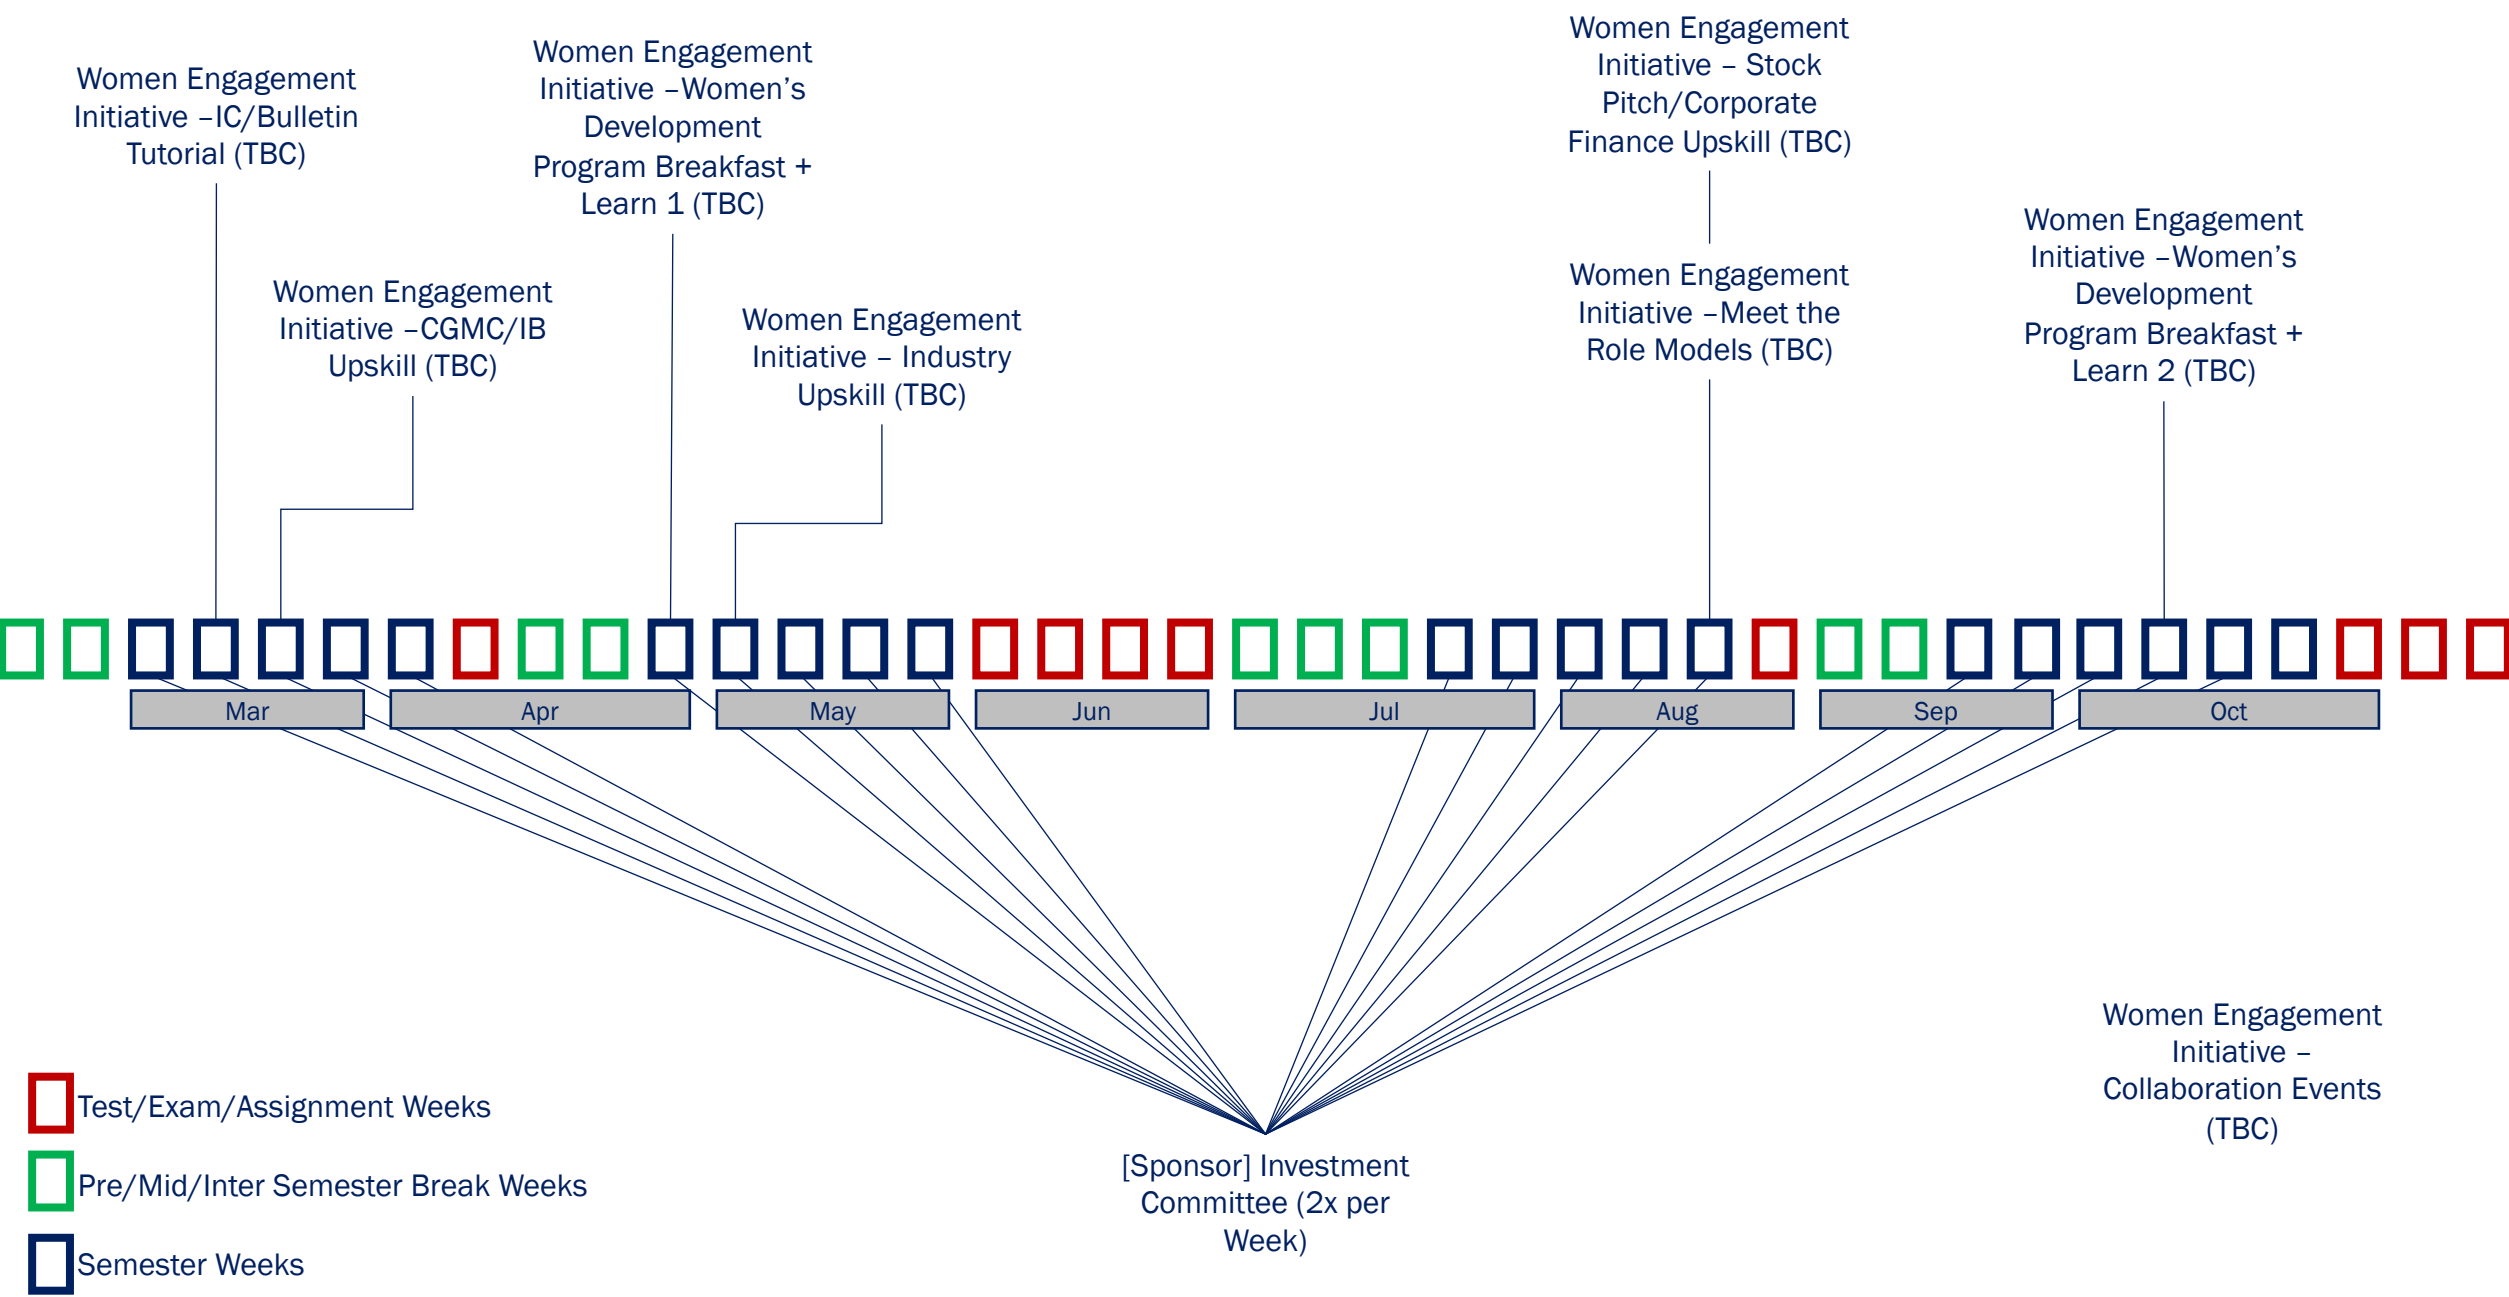 Women Engagement
Initiative –IC/Bulletin
Tutorial (TBC)
Women Engagement
Initiative –CGMC/IB
Upskill (TBC)
Women Engagement
Initiative –Women’s
Development
Program Breakfast +
Learn 1 (TBC)
Women Engagement
Initiative – Industry
Upskill (TBC)
Women Engagement
Initiative – Stock
Pitch/Corporate
Finance Upskill (TBC)
Women Engagement
Initiative –Meet the
Role Models (TBC)
Women Engagement
Initiative –Women’s
Development
Program Breakfast +
Learn 2 (TBC)
Mar
Apr
May
Jun
Jul
Aug
Sep
Oct
Test/Exam/Assignment Weeks
Pre/Mid/Inter Semester Break Weeks
Semester Weeks
[Sponsor] Investment
Committee (2x per
Week)
Women Engagement
Initiative –
Collaboration Events
(TBC)